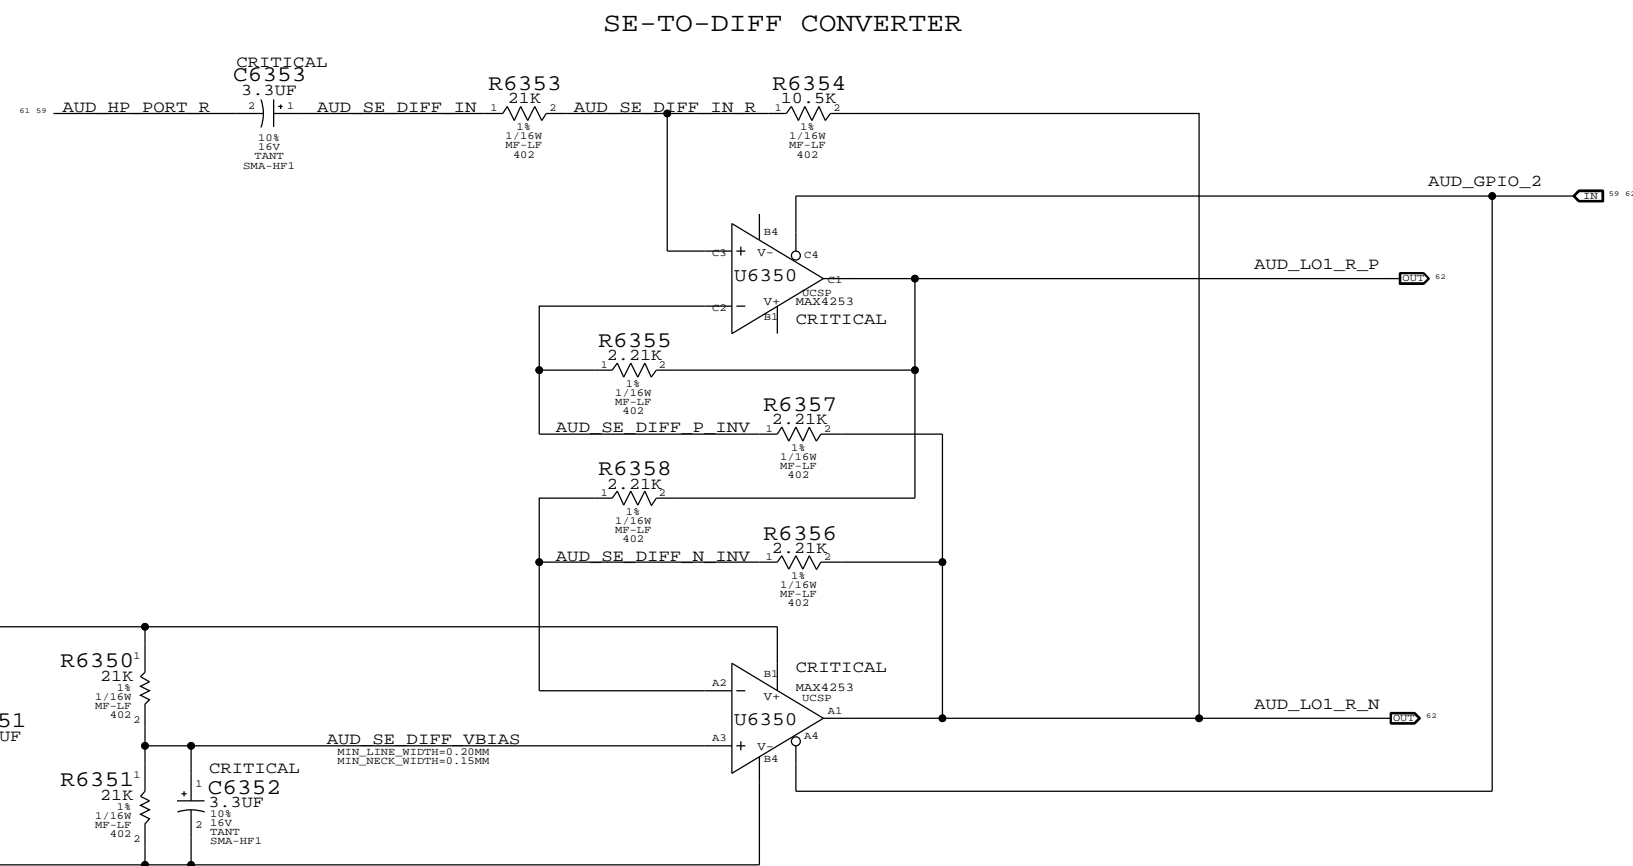 SE-TO-DIFF CONVERTER
CRITICAL
C6353
3.3UF
61 59
AUD_HP_PORT_R
2
+ 1
AUD_SE_DIFF_IN
10%
16V
TANT
SMA-HF1
R6353
21K
1
2
1%
1/16W
MF-LF
402
AUD_SE_DIFF_IN_R
R6354
10.5K
1
2
1%
1/16W
MF-LF
402
AUD_GPIO_2
IN
59 62
B4
C3
+
V-
C4
U6350
C1
UCSP
MAX4253
V+
C2
-
B1
CRITICAL
AUD_LO1_R_P
OUT
62
R6355
2.21K
1
2
1%
1/16W
MF-LF
402
AUD_SE_DIFF_P_INV
R6357
2.21K
1
2
1%
1/16W
MF-LF
402
R6358
2.21K
1
2
1%
1/16W
MF-LF
402
AUD_SE_DIFF_N_INV
R6356
2.21K
1
2
1%
1/16W
MF-LF
402
R6350
1
21K
1%
1/16W
MF-LF
402
2
51
UF
AUD_SE_DIFF_VBIAS
MIN_LINE_WIDTH=0.20MM
MIN_NECK_WIDTH=0.15MM
R6351
1
21K
1%
1/16W
MF-LF
402
2
CRITICAL
C6352
+
1
3.3UF
10%
2
16V
TANT
SMA-HF1
CRITICAL
B1
A2
-
V+
MAX4253
UCSP
U6350
A1
A3
+
V-
A4
B4
AUD_LO1_R_N
OUT
62